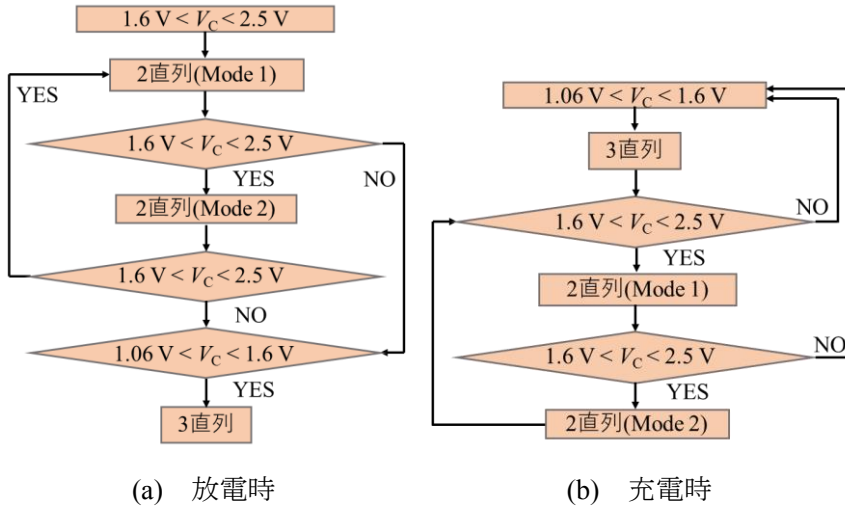 1.6 V < VC < 2.5 V
2直列(Mode 1)
YES
1.6 V < VC < 2.5 V
YES
NO
2直列(Mode 2)
1.6 V < VC < 2.5 V
NO
1.06 V < VC < 1.6 V
YES
3直列
(a) 放電時
1.06 V < VC < 1.6 V
3直列
1.6 V < VC < 2.5 V
NO
YES
2直列(Mode 1)
1.6 V < VC < 2.5 V
NO
YES
2直列(Mode 2)
(b) 充電時